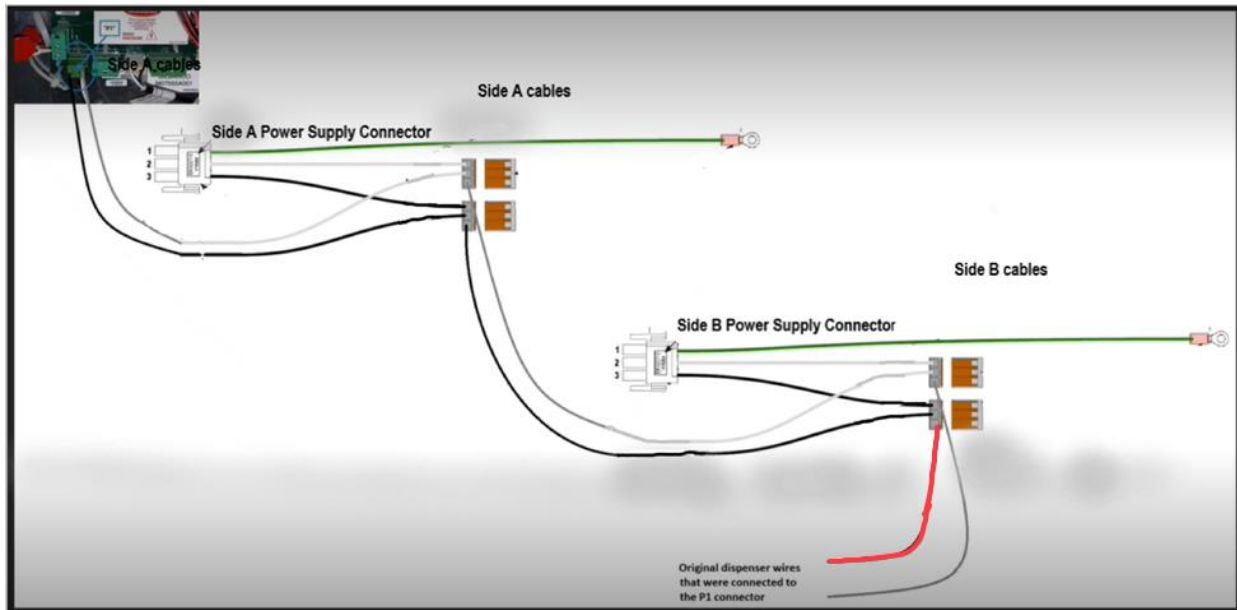 "P1"
Side A cables
Side A cables
Side A Power Supply Connector
1
2
3
Side B cables
Side B Power Supply Connector
1
2
3
Original dispenser wires
that were connected to
the P1 connector